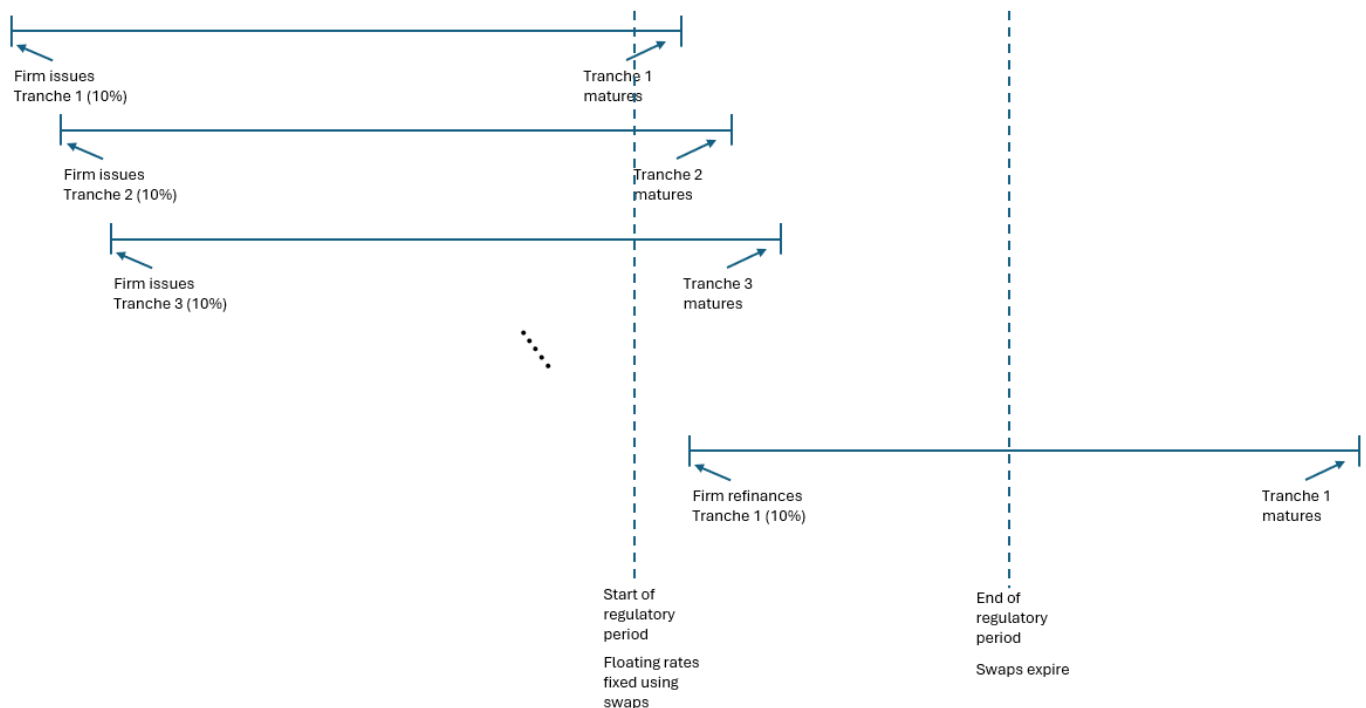 Firm issues
Tranche 1 (10%)
Tranche 1
matures
Firm issues
Tranche 2 (10%)
Tranche 2
matures
Firm issues
Tranche 3 (10%)
Tranche 3
matures
Firm refinances
Tranche 1 (10%)
Tranche 1
matures
Start of
regulatory
period
Floating rates
fixed using
swaps
End of
regulatory
period
Swaps expire